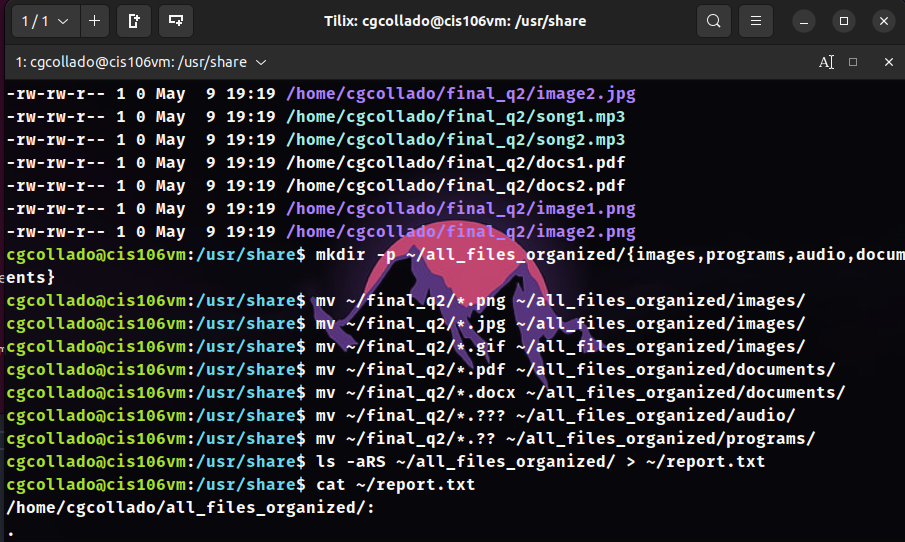 1 / 1
Tilix: cgcollado@cis106vm: /usr/share
1: cgcollado@cis106vm: /usr/share
-rw-rw-r-- 1 0 May  9 19:19 /home/cgcollado/final_q2/image2.jpg
-rw-rw-r-- 1 0 May  9 19:19 /home/cgcollado/final_q2/song1.mp3
-rw-rw-r-- 1 0 May  9 19:19 /home/cgcollado/final_q2/song2.mp3
-rw-rw-r-- 1 0 May  9 19:19 /home/cgcollado/final_q2/docs1.pdf
-rw-rw-r-- 1 0 May  9 19:19 /home/cgcollado/final_q2/docs2.pdf
-rw-rw-r-- 1 0 May  9 19:19 /home/cgcollado/final_q2/image1.png
-rw-rw-r-- 1 0 May  9 19:19 /home/cgcollado/final_q2/image2.png
cgcollado@cis106vm:/usr/share$ mkdir -p ~/all_files_organized/{images,programs,audio,docum
ents}
cgcollado@cis106vm:/usr/share$ mv ~/final_q2/*.png ~/all_files_organized/images/
cgcollado@cis106vm:/usr/share$ mv ~/final_q2/*.jpg ~/all_files_organized/images/
cgcollado@cis106vm:/usr/share$ mv ~/final_q2/*.gif ~/all_files_organized/images/
cgcollado@cis106vm:/usr/share$ mv ~/final_q2/*.pdf ~/all_files_organized/documents/
cgcollado@cis106vm:/usr/share$ mv ~/final_q2/*.docx ~/all_files_organized/documents/
cgcollado@cis106vm:/usr/share$ mv ~/final_q2/*.??? ~/all_files_organized/audio/
cgcollado@cis106vm:/usr/share$ mv ~/final_q2/*.?? ~/all_files_organized/programs/
cgcollado@cis106vm:/usr/share$ ls -aRS ~/all_files_organized/ > ~/report.txt
cgcollado@cis106vm:/usr/share$ cat ~/report.txt
/home/cgcollado/all_files_organized/:
.